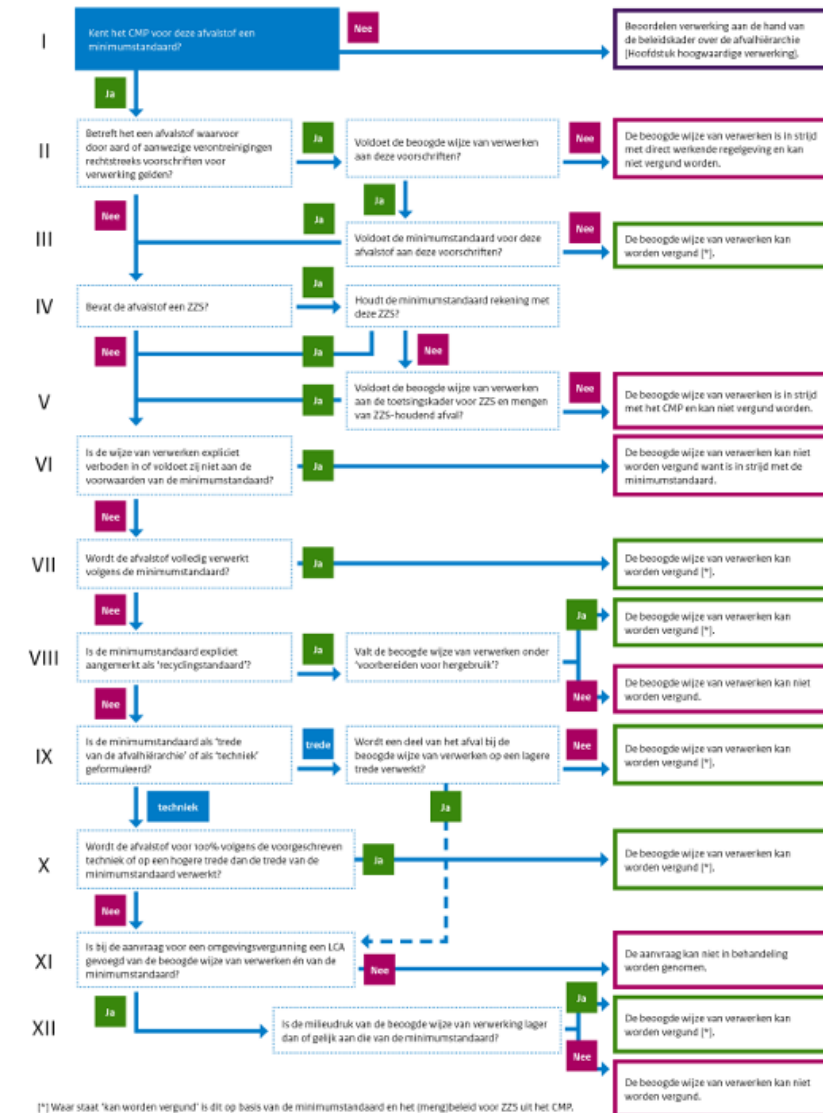 I
Kent het CMP voor deze afvalstof een
minimumstandaard?
Nee
Beoordelen verwerking aan de hand van
de beleidskader over de afvalhiërarchie
[Hoofdstuk hoogwaardige verwerking].
Ja
II
Betreft het een afvalstof waarvoor
door aard of aanwezige verontreinigingen
rechtstreeks voorschriften voor
verwerking gelden?
Ja
Voldoet de beoogde wijze van verwerken
aan deze voorschriften?
Nee
De beoogde wijze van verwerken is in strijd
met direct werkende regelgeving en kan
niet vergund worden.
Nee
Ja
III
Ja
Voldoet de minimumstandaard voor deze
afvalstof aan deze voorschriften?
Nee
De beoogde wijze van verwerken kan
worden vergund [*].
IV
Bevat de afvalstof een ZZS?
Ja
Houdt de minimumstandaard rekening met
deze ZZS?
Nee
Ja
Nee
V
Ja
Voldoet de beoogde wijze van verwerken
aan de toetsingskader voor ZZS en mengen
van ZZS-houdend afval?
Nee
De beoogde wijze van verwerken is in strijd
met het CMP en kan niet vergund worden.
VI
Is de wijze van verwerken expliciet
verboden in of voldoet zij niet aan de
voorwaarden van de minimumstandaard?
Ja
De beoogde wijze van verwerken kan niet
worden vergund want is in strijd met de
minimumstandaard.
Nee
VII
Wordt de afvalstof volledig verwerkt
volgens de minimumstandaard?
Ja
De beoogde wijze van verwerken kan
worden vergund [*].
Nee
VIII
Is de minimumstandaard expliciet
aangemerkt als 'recyclingstandaard'?
Ja
Valt de beoogde wijze van verwerken onder
'voorbereiden voor hergebruik'?
Ja
De beoogde wijze van verwerken kan
worden vergund [*].
Nee
De beoogde wijze van verwerken kan niet
worden vergund.
Nee
IX
Is de minimumstandaard als 'trede
van de afvalhiërarchie' of als 'techniek'
geformuleerd?
trede
Wordt een deel van het afval bij de
beoogde wijze van verwerken op een lagere
trede verwerkt?
Nee
De beoogde wijze van verwerken kan
worden vergund [*].
techniek
Ja
X
Wordt de afvalstof voor 100% volgens de voorgeschreven
techniek of op een hogere trede dan de trede van de
minimumstandaard verwerkt?
Ja
De beoogde wijze van verwerken kan
worden vergund [*].
Nee
XI
Is bij de aanvraag voor een omgevingsvergunning een LCA
gevoegd van de beoogde wijze van verwerken én van de
minimumstandaard?
Nee
De aanvraag kan niet in behandeling
worden genomen.
Ja
XII
Is de milieudruk van de beoogde wijze van verwerking lager
dan of gelijk aan die van de minimumstandaard?
Ja
De beoogde wijze van verwerken kan
worden vergund [*].
Nee
De beoogde wijze van verwerken kan niet
worden vergund.
[*] Waar staat 'kan worden vergund' is dit op basis van de minimumstandaard en het (meng)beleid voor ZZS uit het CMP.